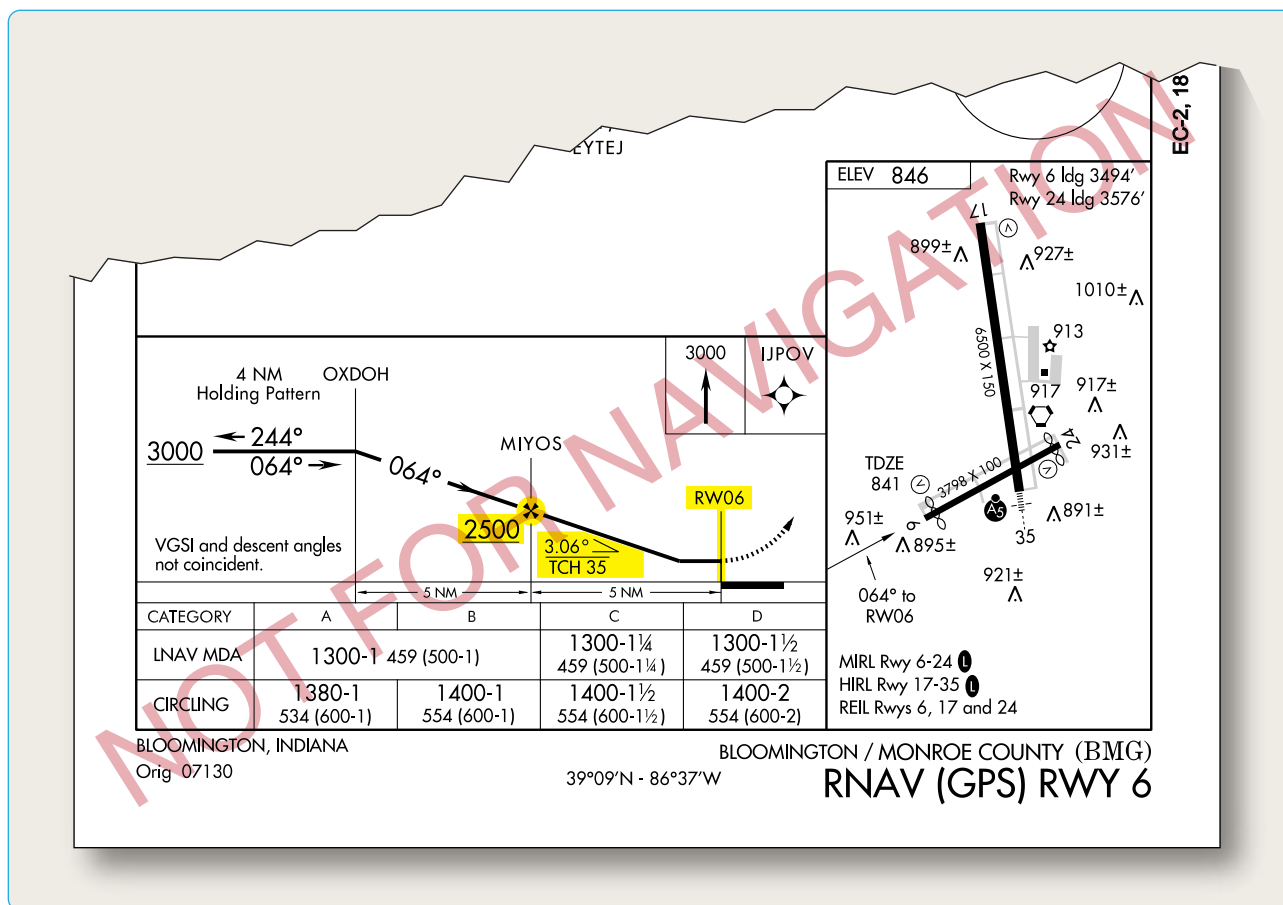 EC-2, 18
EYTEJ
ELEV 846
Rwy 6 ldg 3494'
Rwy 24 ldg 3576'
17
899±
927±
1010±
6500 X 150
913
917
917±
24
931±
TDZE
841
3798 X 100
A5
891±
951±
6
895±
35
921±
064° to
RW06
MIRL Rwy 6-24 L
HIRL Rwy 17-35 L
REIL Rwys 6, 17 and 24
3000
IJPOV
4 NM
Holding Pattern
OXDOH
3000
244°
064°
064°
MIYOS
2500
RW06
3.06°
TCH 35
VGSI and descent angles
not coincident.
5 NM
5 NM
CATEGORY A B C D
LNAV MDA
1300-1 459 (500-1)
1300-1¼
459 (500-1¼)
1300-1½
459 (500-1½)
CIRCLING
1380-1
534 (600-1)
1400-1
554 (600-1)
1400-1½
554 (600-1½)
1400-2
554 (600-2)
BLOOMINGTON, INDIANA
Orig 07130
39°09'N - 86°37'W
BLOOMINGTON / MONROE COUNTY (BMG)
RNAV (GPS) RWY 6
NOT FOR NAVIGATION